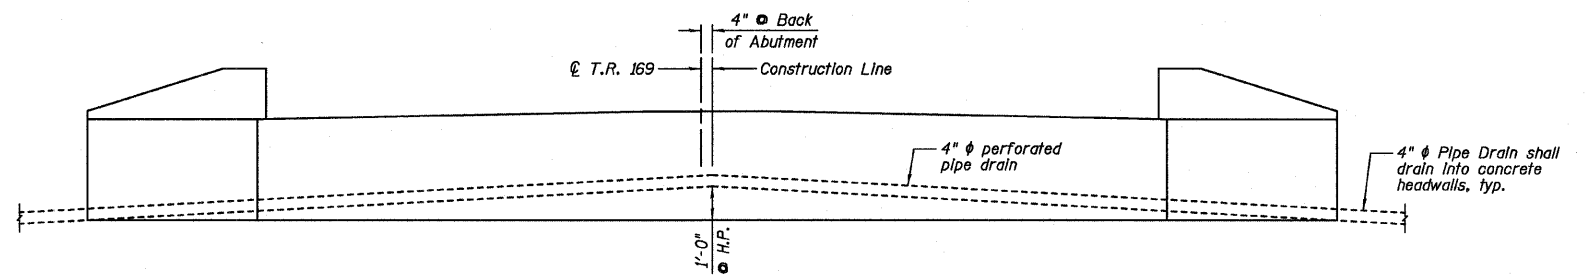 4" @ Back
of Abutment
℄ T.R. 169
Construction Line
4" ϕ perforated
pipe drain
4" ϕ Pipe Drain shall
drain into concrete
headwalls, typ.
1'-0"
@ H.P.